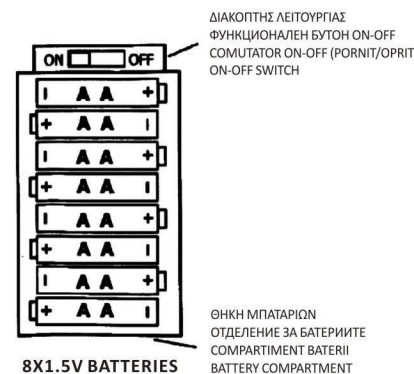 ΔΙΑΚΟΠΤΗΣ ΛΕΙΤΟΥΡΓΙΑΣ
ФУНКЦИОНАЛЕН БУТОН ON-OFF
COMUTATOR ON-OFF (PORNIT/OPRIT
ON-OFF SWITCH
ON OFF
I AA +
+ AA I
I AA +
+ AA I
I AA +
+ AA I
I AA +
+ AA I
ΘΗΚΗ ΜΠΑΤΑΡΙΩΝ
ОТДЕЛЕНИЕ ЗА БАТЕРИИТЕ
COMPARTIMENT BATERII
BATTERY COMPARTMENT
8X1.5V BATTERIES